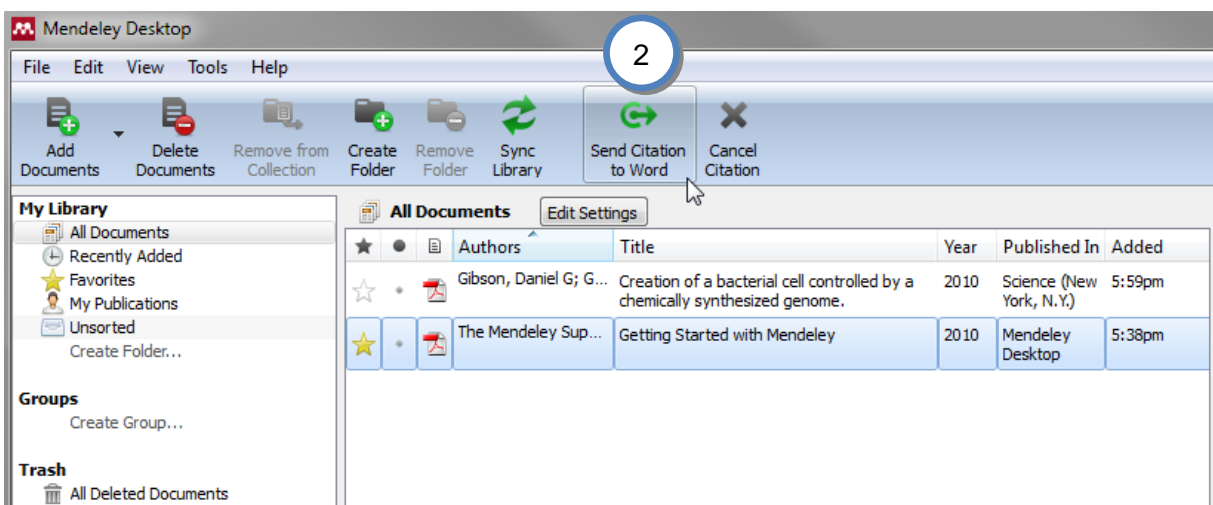 Mendeley Desktop
2
File Edit View Tools Help
Add Documents
Delete Documents
Remove from Collection
Create Folder
Remove Folder
Sync Library
Send Citation to Word
Cancel Citation
My Library
All Documents
Recently Added
Favorites
My Publications
Unsorted
Create Folder...
Groups
Create Group...
Trash
All Deleted Documents
All Documents Edit Settings
Authors Title Year Published In Added
Gibson, Daniel G; G... Creation of a bacterial cell controlled by a chemically synthesized genome. 2010 Science (New York, N.Y.) 5:59pm
The Mendeley Sup... Getting Started with Mendeley 2010 Mendeley Desktop 5:38pm